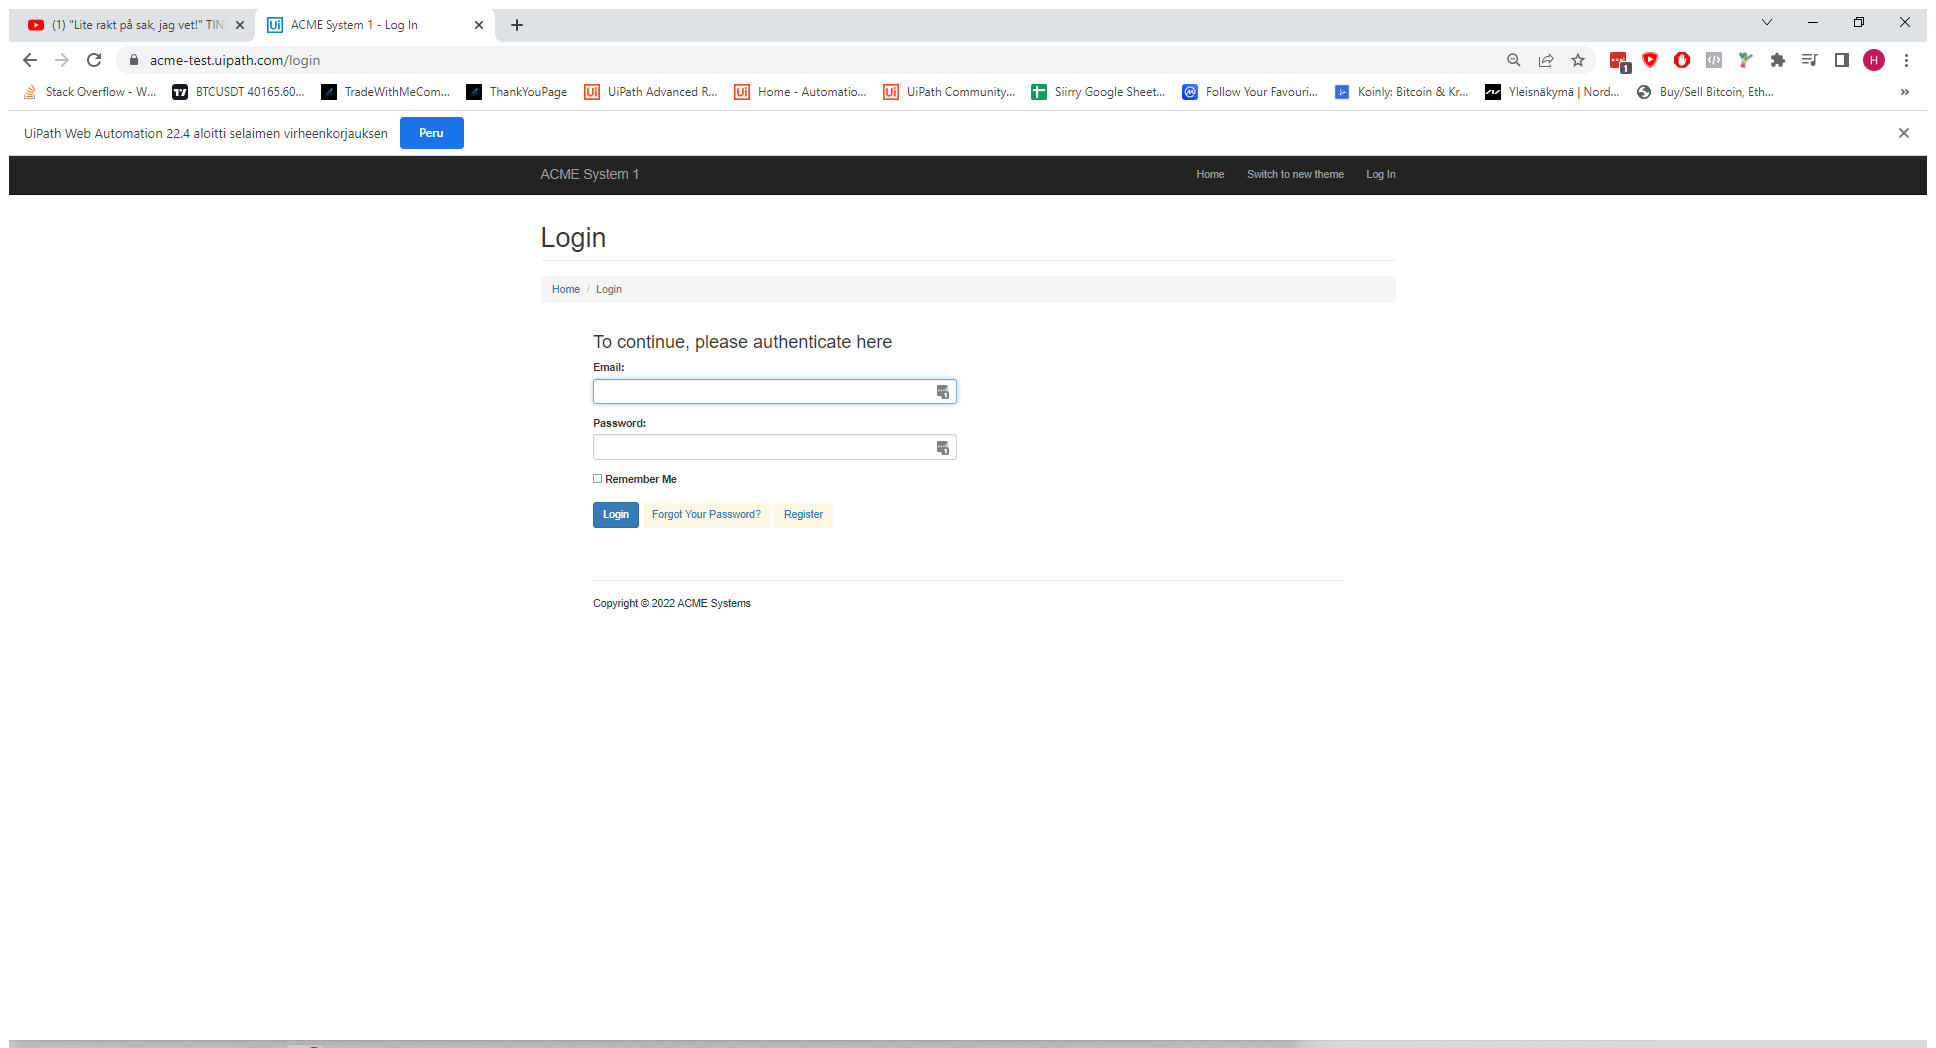 (1) "Lite rakt på sak, jag vet!" TIN
ACME System 1 - Log In
acme-test.uipath.com/login
1
H
Stack Overflow - W...
BTCUSDT 40165.60...
TradeWithMeCom...
ThankYouPage
Ui UiPath Advanced R...
Ui Home - Automatio...
Ui UiPath Community...
Siirry Google Sheet...
Follow Your Favouri...
Koinly: Bitcoin & Kr...
Yleisnäkymä | Nord...
Buy/Sell Bitcoin, Eth...
UiPath Web Automation 22.4 aloitti selaimen virheenkorjauksen
Peru
ACME System 1
Home
Switch to new theme
Log In
Login
Home / Login
To continue, please authenticate here
Email:
Password:
Remember Me
Login
Forgot Your Password?
Register
Copyright © 2022 ACME Systems